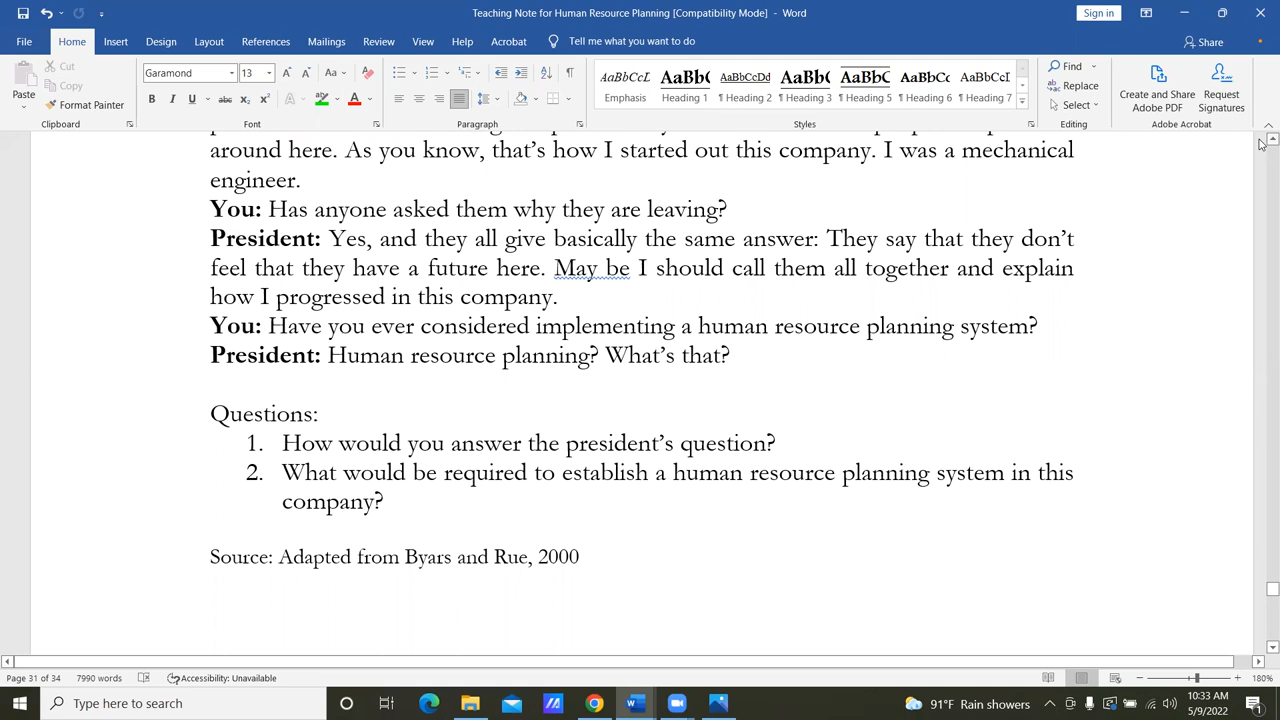 Teaching Note for Human Resource Planning [Compatibility Mode] - Word
Sign in
File Home Insert Design Layout References Mailings Review View Help Acrobat Tell me what you want to do Share
Paste
Cut
Copy
Format Painter
Clipboard
Garamond 13
Font
Paragraph
AaBbCcL AaBb( AaBbCcDd AaBb( AaBbC AaBbCc AaBbCc
Emphasis Heading 1 ¶ Heading 2 ¶ Heading 3 ¶ Heading 5 ¶ Heading 6 ¶ Heading 7
Styles
Find
Replace
Select
Editing
Create and Share Adobe PDF
Request Signatures
Adobe Acrobat
around here. As you know, that's how I started out this company. I was a mechanical
engineer.
You: Has anyone asked them why they are leaving?
President: Yes, and they all give basically the same answer: They say that they don't
feel that they have a future here. May be I should call them all together and explain
how I progressed in this company.
You: Have you ever considered implementing a human resource planning system?
President: Human resource planning? What's that?
Questions:
1. How would you answer the president's question?
2. What would be required to establish a human resource planning system in this
company?
Source: Adapted from Byars and Rue, 2000
Page 31 of 34 7990 words Accessibility: Unavailable 180%
Type here to search 91°F Rain showers 10:33 AM
5/9/2022